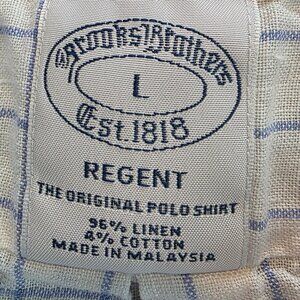 Brooks Brothers
L
Est. 1818
REGENT
THE ORIGINAL POLO SHIRT
96% LINEN
4% COTTON
MADE IN MALAYSIA